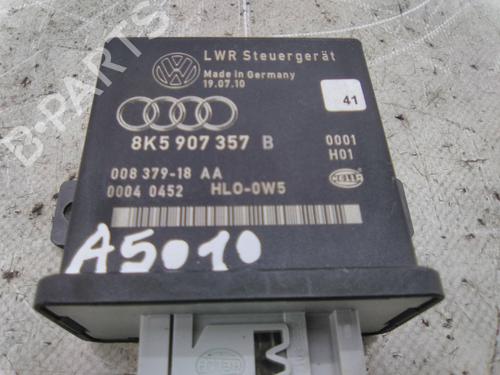 LWR Steuergerät
Made in Germany
19.07.10
41
8K5 907 357 B
0001
H01
008 379-18 AA
0004 0452 HLO-0W5
HELLA
A5010
B-PARTS